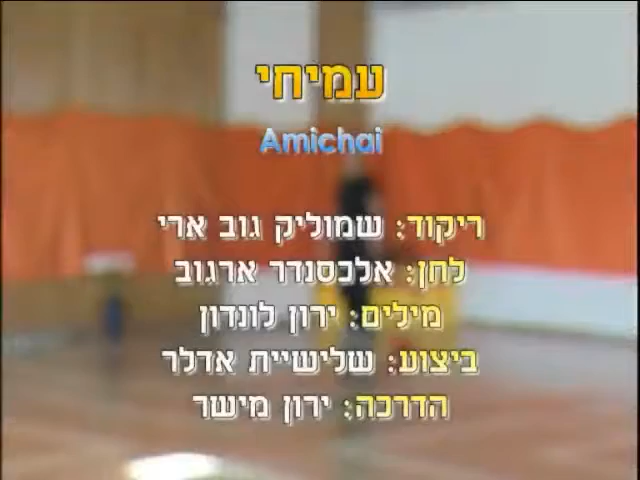 עמיחי
Amichai
ריקוד: שמוליק גוב ארי
לחן: אלכסנדר ארגוב
מילים: ירון לונדון
ביצוע: שלישיית אדלר
הדרכה: ירון מישר